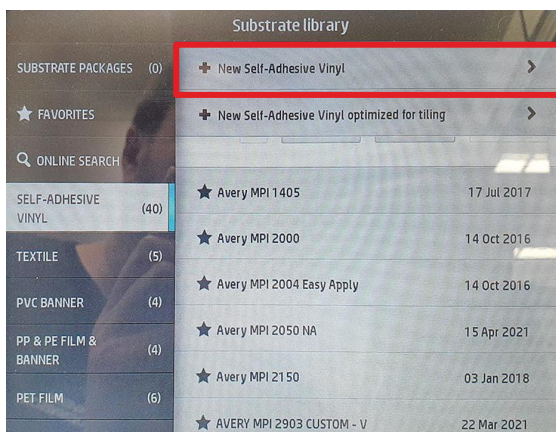 Substrate library
SUBSTRATE PACKAGES (0)
FAVORITES
ONLINE SEARCH
SELF-ADHESIVE
VINYL (40)
TEXTILE (5)
PVC BANNER (4)
PP & PE FILM &
BANNER (4)
PET FILM (6)
+ New Self-Adhesive Vinyl >
+ New Self-Adhesive Vinyl optimized for tiling >
Avery MPI 1405 17 Jul 2017
Avery MPI 2000 14 Oct 2016
Avery MPI 2004 Easy Apply 14 Oct 2016
Avery MPI 2050 NA 15 Apr 2021
Avery MPI 2150 03 Jan 2018
AVERY MPI 2903 CUSTOM - V 22 Mar 2021